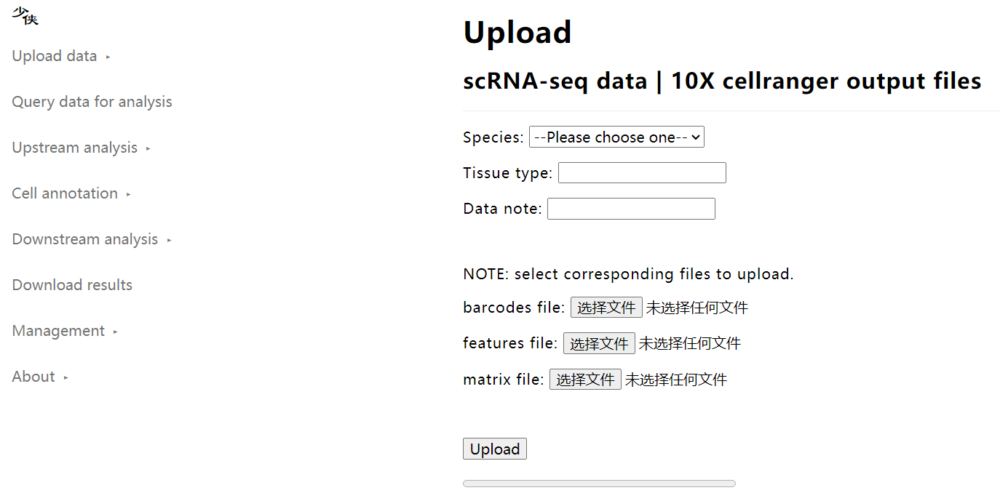 少侠
Upload data ▸
Query data for analysis
Upstream analysis ▸
Cell annotation ▸
Downstream analysis ▸
Download results
Management ▸
About ▸
Upload
scRNA-seq data | 10X cellranger output files
Species: --Please choose one--
Tissue type:
Data note:
NOTE: select corresponding files to upload.
barcodes file: 选择文件 未选择任何文件
features file: 选择文件 未选择任何文件
matrix file: 选择文件 未选择任何文件
Upload